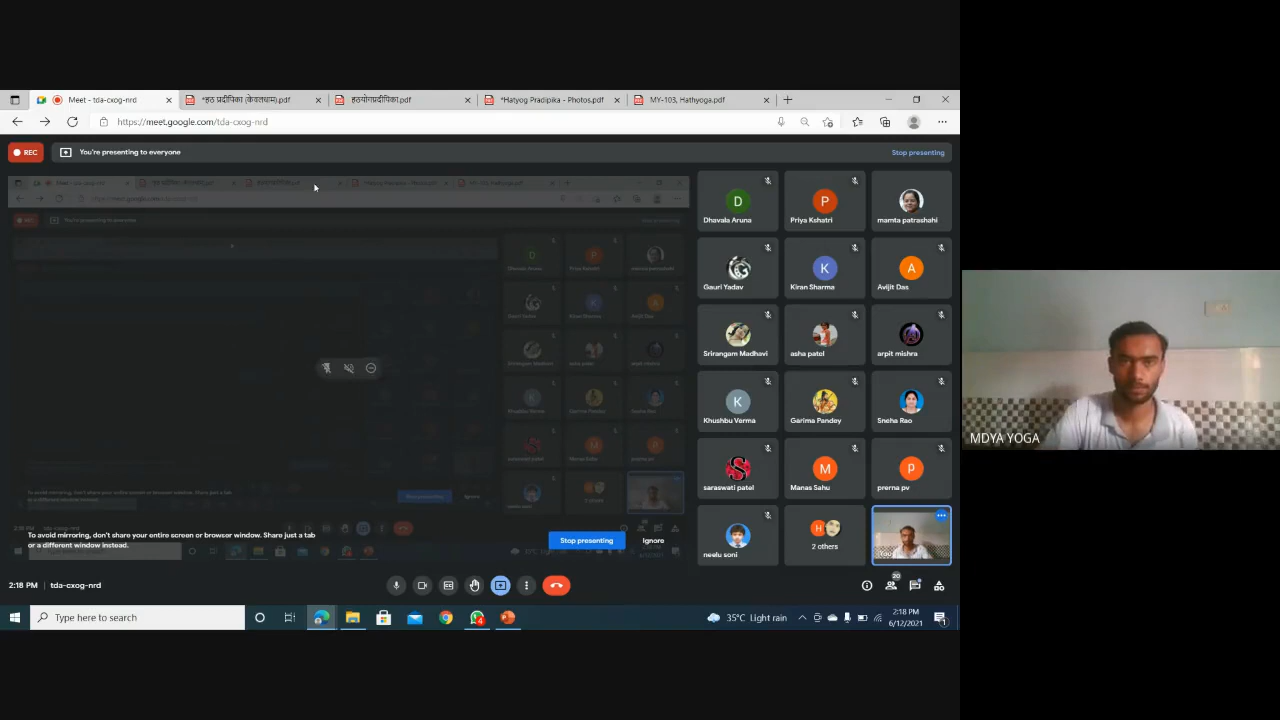 Meet - tda-cxog-nrd
*हठ प्रदीपिका (केवलधाम).pdf
हठयोगप्रदीपिका.pdf
*Hatyog Pradipika - Photos.pdf
MY-103, Hathyoga.pdf
https://meet.google.com/tda-cxog-nrd
REC
You're presenting to everyone
Stop presenting
D
Dhavala Aruna
P
Priya Kshatri
mamta patrashahi
Gauri Yadav
K
Kiran Sharma
A
Avijit Das
Srirangam Madhavi
asha patel
arpit mishra
K
Khushbu Verma
Garima Pandey
Sneha Rao
MDYA YOGA
S
saraswati patel
M
Manas Sahu
p
prerna pv
neelu soni
H
2 others
You
To avoid mirroring, don't share your entire screen or browser window. Share just a tab
or a different window instead.
Stop presenting
Ignore
2:18 PM | tda-cxog-nrd
20
Type here to search
4
35°C Light rain
2:18 PM
6/12/2021
1